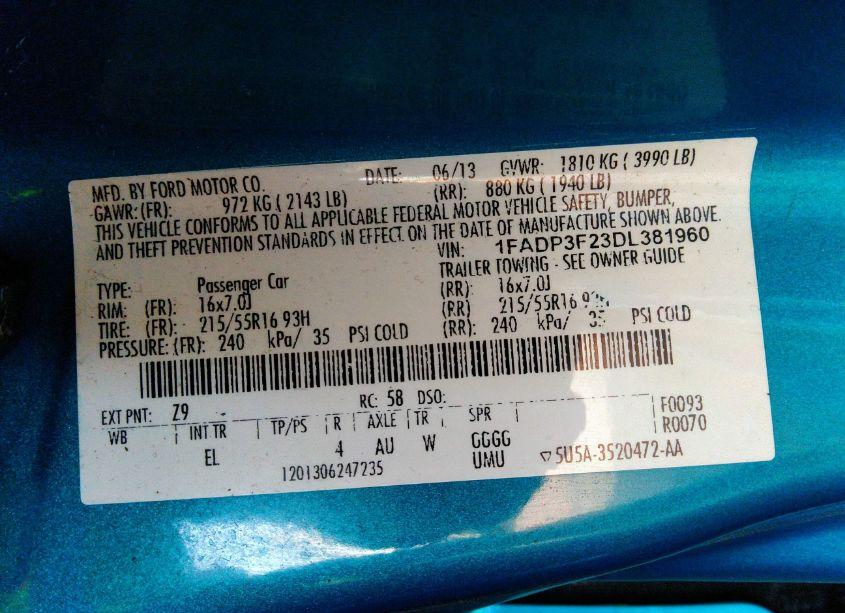 MFD. BY FORD MOTOR CO. DATE: 06/13 GVWR: 1810 KG ( 3990 LB)
GAWR: (FR): 972 KG ( 2143 LB) (RR): 880 KG ( 1940 LB)
THIS VEHICLE CONFORMS TO ALL APPLICABLE FEDERAL MOTOR VEHICLE SAFETY, BUMPER,
AND THEFT PREVENTION STANDARDS IN EFFECT ON THE DATE OF MANUFACTURE SHOWN ABOVE.
VIN: 1FADP3F23DL381960
TYPE: Passenger Car TRAILER TOWING - SEE OWNER GUIDE
RIM: (FR): 16x7.0J (RR): 16x7.0J
TIRE: (FR): 215/55R16 93H (RR) 215/55R16 93H
PRESSURE: (FR): 240 kPa/ 35 PSI COLD (RR): 240 kPa/ 35 PSI COLD
EXT PNT: Z9 RC: 58 DSO: F0093
WB INT TR TP/PS R AXLE TR SPR R0070
EL 4 AU W GGGG
UMU ▽5U5A-3520472-AA
1201306247235